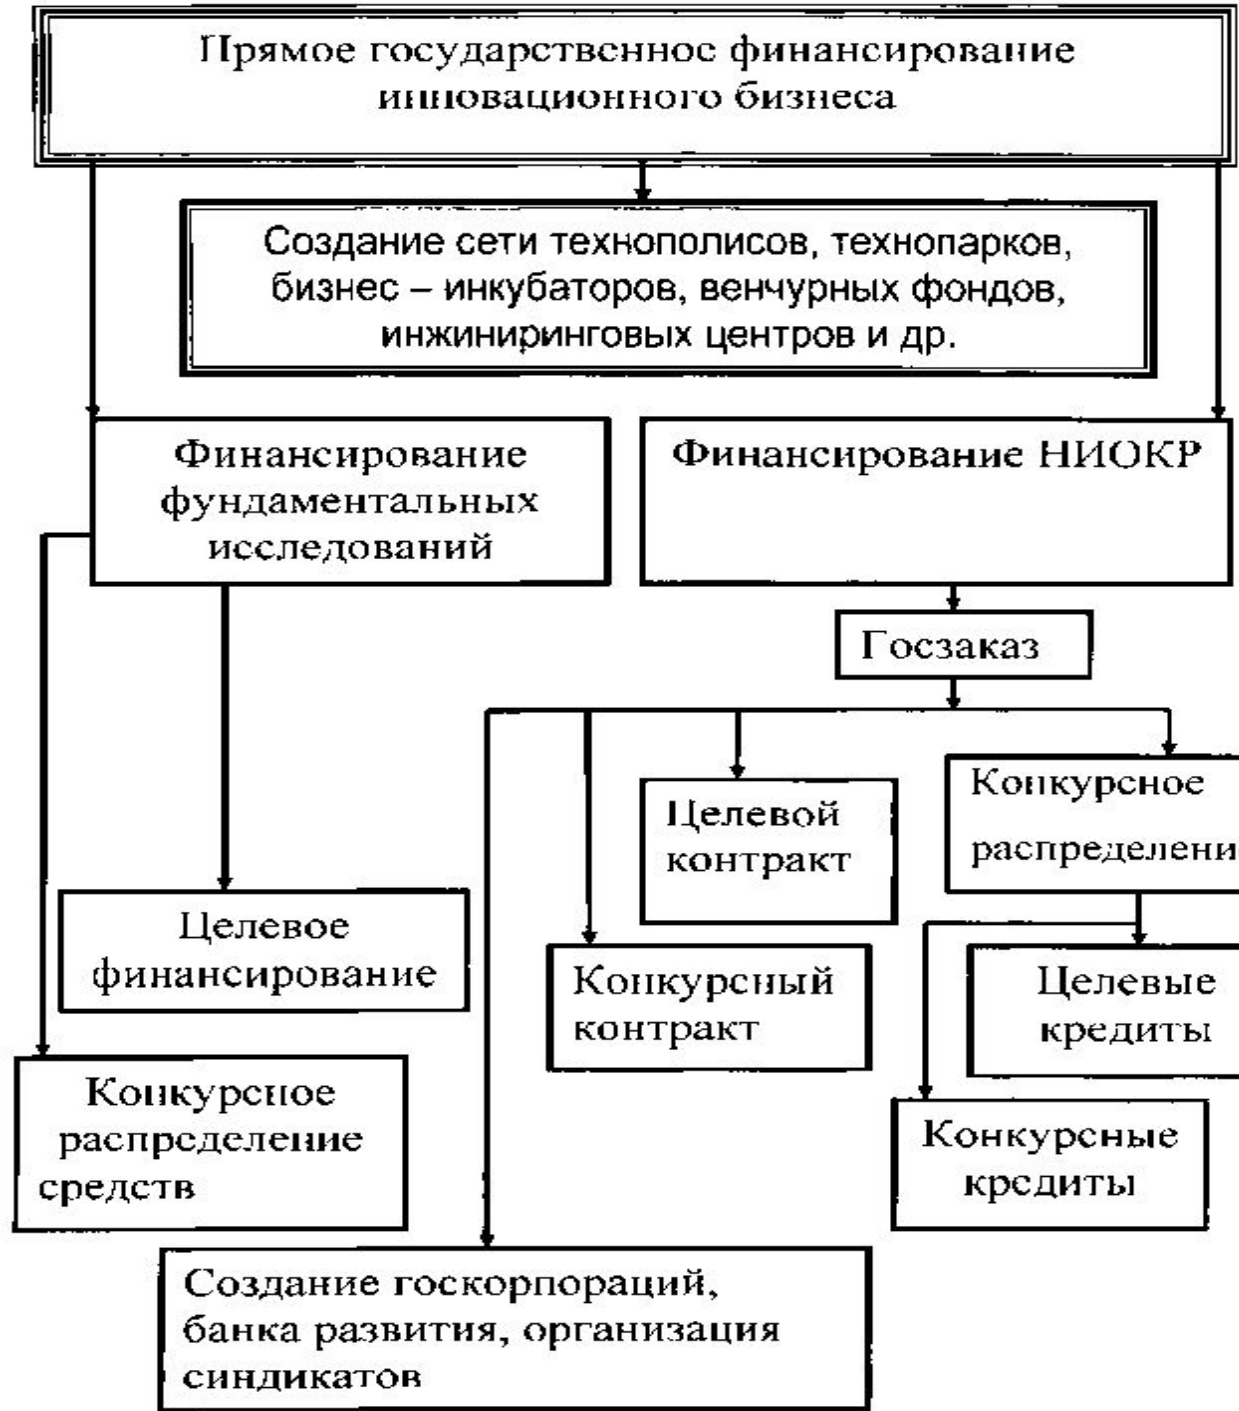 Прямое государственное финансирование
инновационного бизнеса
Создание сети технополисов, технопарков,
бизнес – инкубаторов, венчурных фондов,
инжиниринговых центров и др.
Финансирование
фундаментальных
исследований
Финансирование НИОКР
Госзаказ
Целевой
контракт
Конкурсное
распределени
Целевое
финансирование
Конкурсный
контракт
Целевые
кредиты
Конкурсное
распределение
средств
Конкурсные
кредиты
Создание госкорпораций,
банка развития, организация
синдикатов